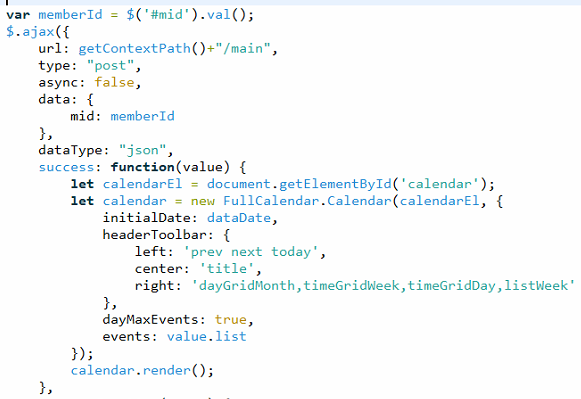 var memberId = $('#mid').val();
$.ajax({
    url: getContextPath()+"/main",
    type: "post",
    async: false,
    data: {
        mid: memberId
    },
    dataType: "json",
    success: function(value) {
        let calendarEl = document.getElementById('calendar');
        let calendar = new FullCalendar.Calendar(calendarEl, {
            initialDate: dataDate,
            headerToolbar: {
                left: 'prev next today',
                center: 'title',
                right: 'dayGridMonth,timeGridWeek,timeGridDay,listWeek'
            },
            dayMaxEvents: true,
            events: value.list
        });
        calendar.render();
    },